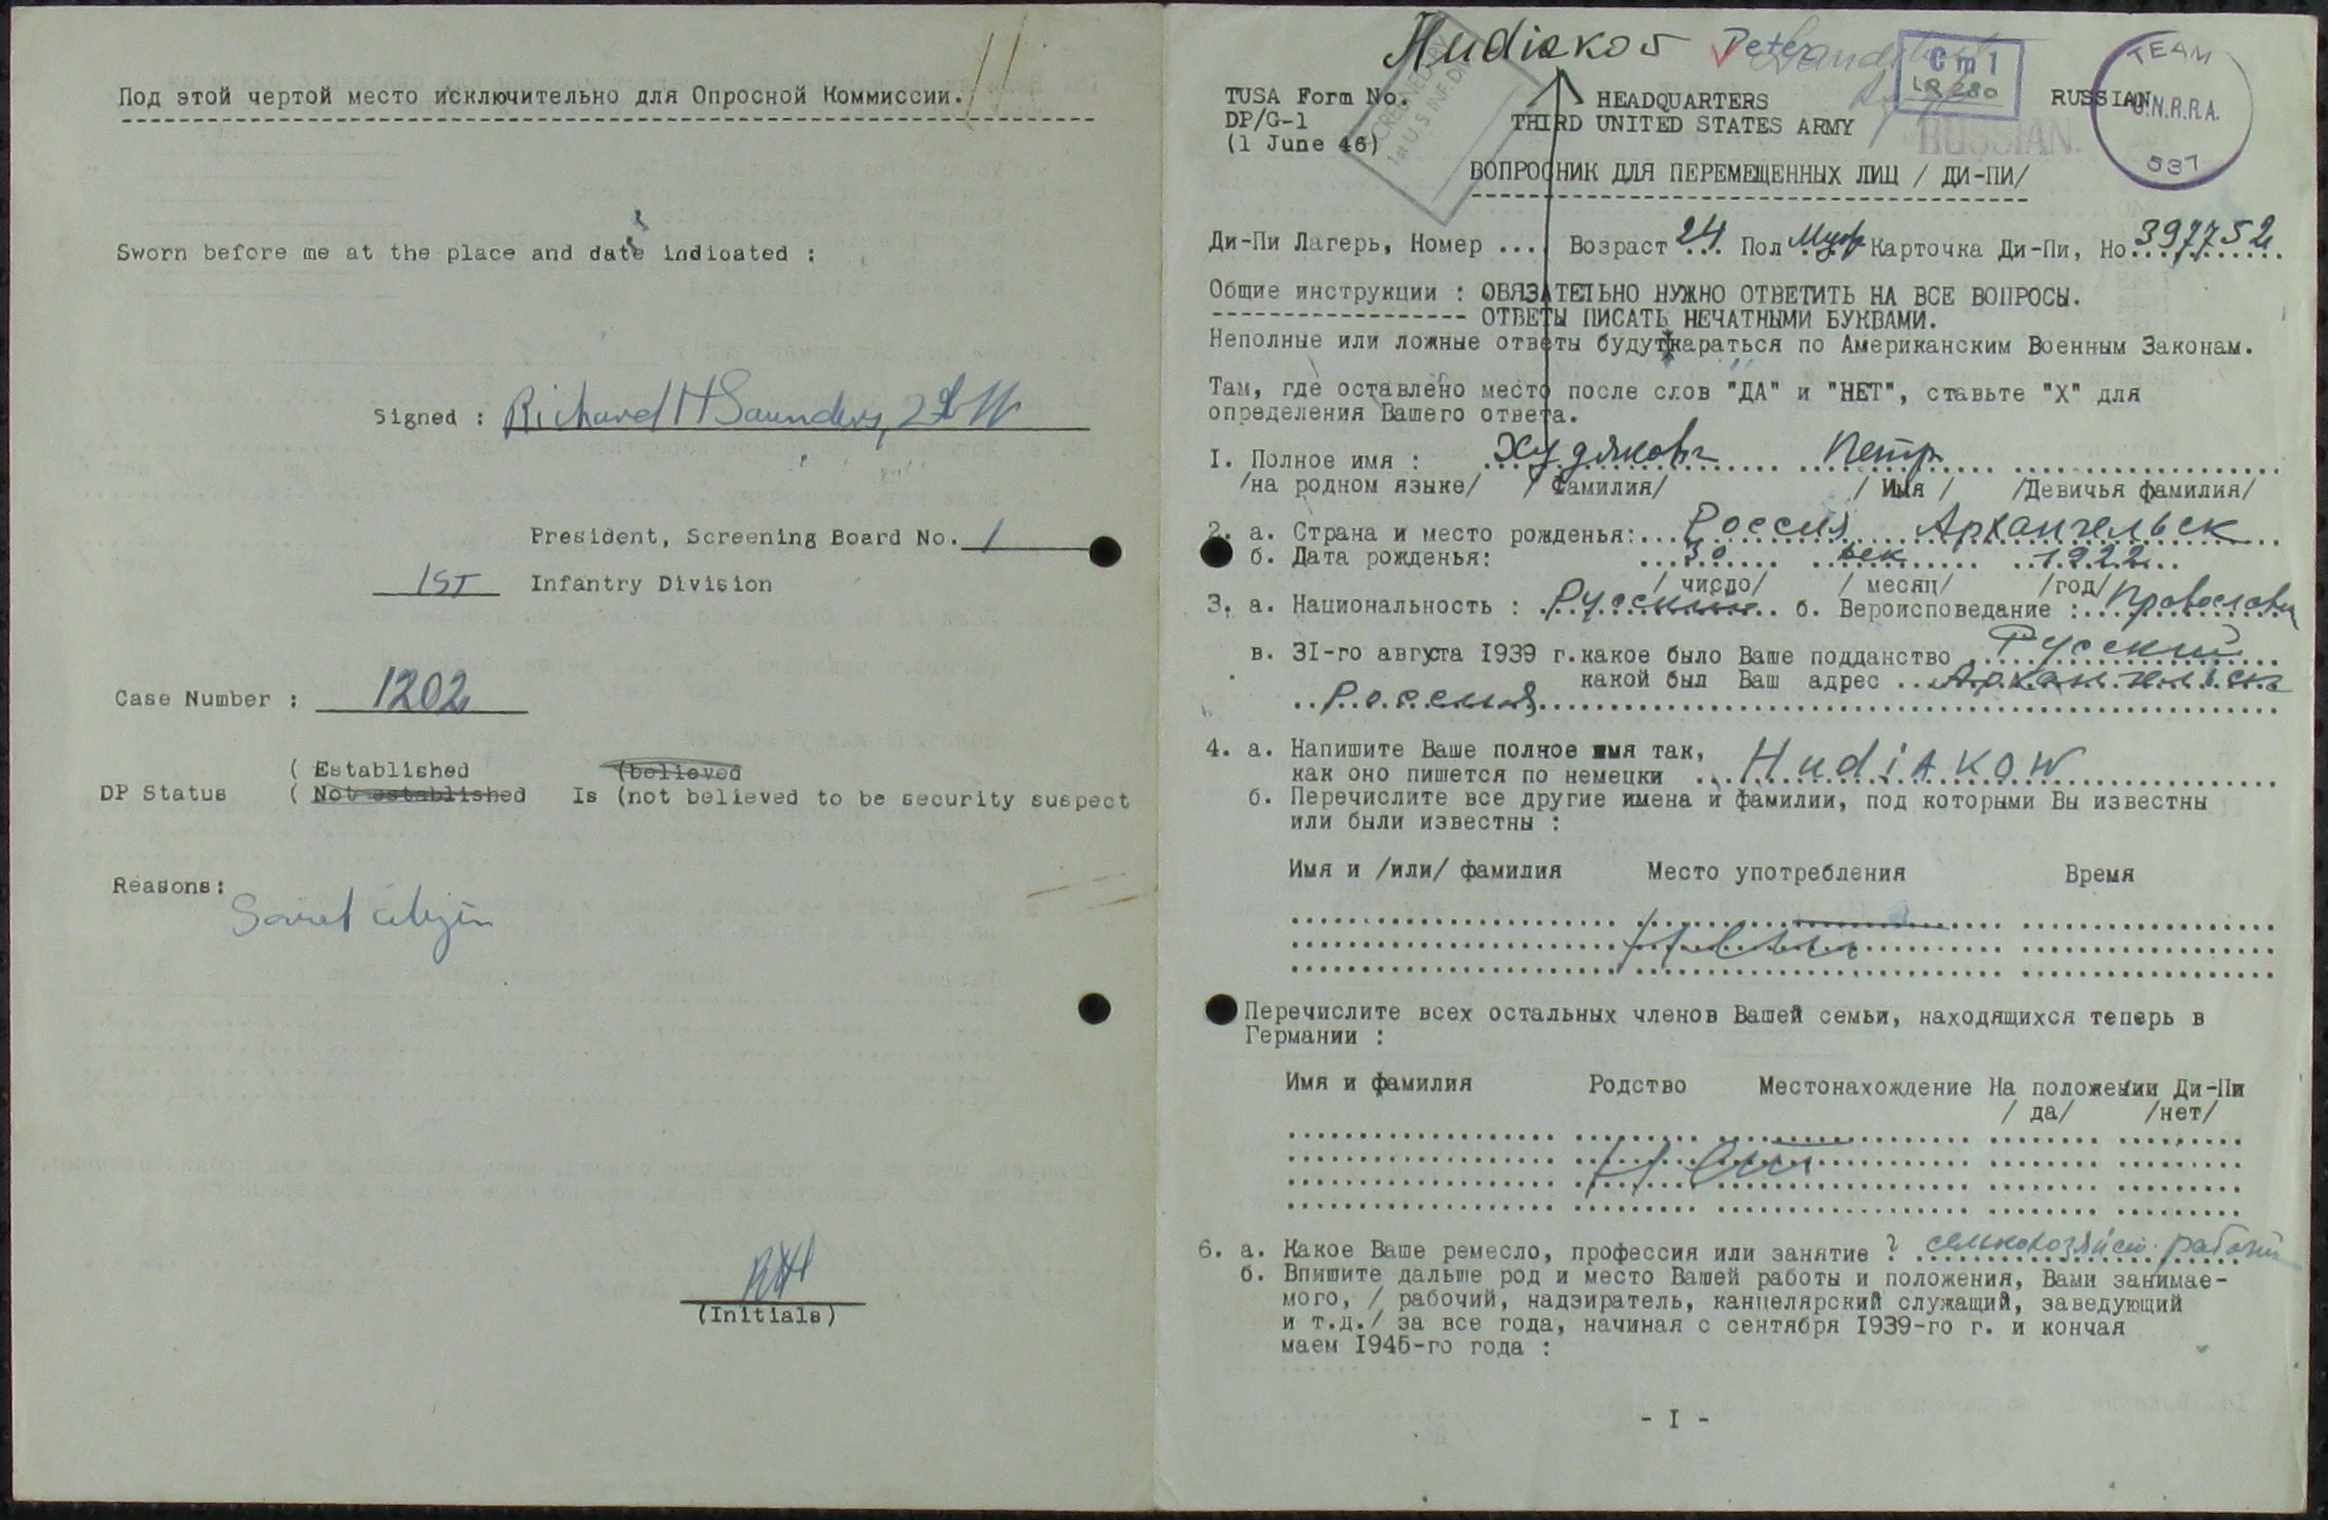 Под этой чертой место исключительно для Опросной Коммиссии.
Sworn before me at the place and date indicated :
Signed : Richard H Saunders, 2
President, Screening Board No. 1
1ST Infantry Division
Case Number : 1202
( Established (believed
DP Status ( Not established Is (not believed to be security suspect
Reasons:
Soviet citizen
RHS
(Initials)
Hudiakov Peter
TUSA Form No. HEADQUARTERS RUSSIAN
DP/G-1 THIRD UNITED STATES ARMY
(1 June 46)
SCREENED BY
1st U.S. INF. DIV.
Cm 1
LR 280
RUSSIAN.
TEAM
U.N.R.R.A.
537
ВОПРОСНИК ДЛЯ ПЕРЕМЕЩЕННЫХ ЛИЦ / ДИ-ПИ/
Ди-Пи Лагерь, Номер .... Возраст 24 Пол Муж Карточка Ди-Пи, Но 397752
Общие инструкции : ОБЯЗАТЕЛЬНО НУЖНО ОТВЕТИТЬ НА ВСЕ ВОПРОСЫ.
ОТВЕТЫ ПИСАТЬ ПЕЧАТНЫМИ БУКВАМИ.
Неполные или ложные ответы будут караться по Американским Военным Законам.
Там, где оставлено место после слов "ДА" и "НЕТ", ставьте "X" для
определения Вашего ответа.
I. Полное имя : Худяковъ Петр
/на родном языке/ / Фамилия/ / Имя / /Девичья фамилия/
2. а. Страна и место рожденья: Россия Архангельск
б. Дата рожденья: 30 дек 1922
/ число/ / месяц/ /год/
3. а. Национальность : Русский б. Вероисповедание : Православн
в. 31-го августа 1939 г. какое было Ваше подданство Русский
какой был Ваш адрес Архангельск
Россия
4. а. Напишите Ваше полное имя так,
как оно пишется по немецки HudiAKOW
б. Перечислите все другие имена и фамилии, под которыми Вы известны
или были известны :
Имя и /или/ фамилия Место употребления Время
Перечислите всех остальных членов Вашей семьи, находящихся теперь в
Германии :
Имя и фамилия Родство Местонахождение На положении Ди-Пи
/ да/ /нет/
6. а. Какое Ваше ремесло, профессия или занятие ? сельхохозяйст. рабочий
б. Впишите дальше род и место Вашей работы и положения, Вами занимае-
мого, / рабочий, надзиратель, канцелярский служащий, заведующий
и т.д./ за все года, начиная с сентября 1939-го г. и кончая
маем 1945-го года :
- I -